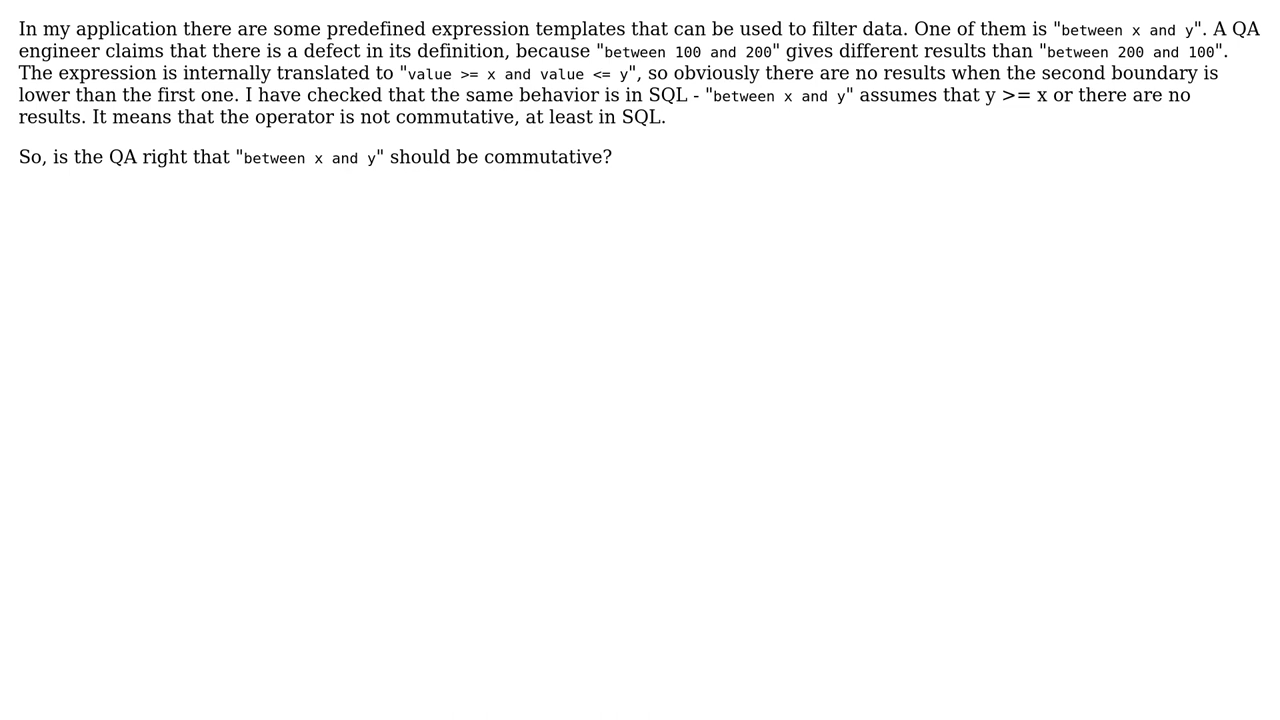 In my application there are some predefined expression templates that can be used to filter data. One of them is "between x and y". A QA
engineer claims that there is a defect in its definition, because "between 100 and 200" gives different results than "between 200 and 100".
The expression is internally translated to "value >= x and value <= y", so obviously there are no results when the second boundary is
lower than the first one. I have checked that the same behavior is in SQL - "between x and y" assumes that y >= x or there are no
results. It means that the operator is not commutative, at least in SQL.
So, is the QA right that "between x and y" should be commutative?